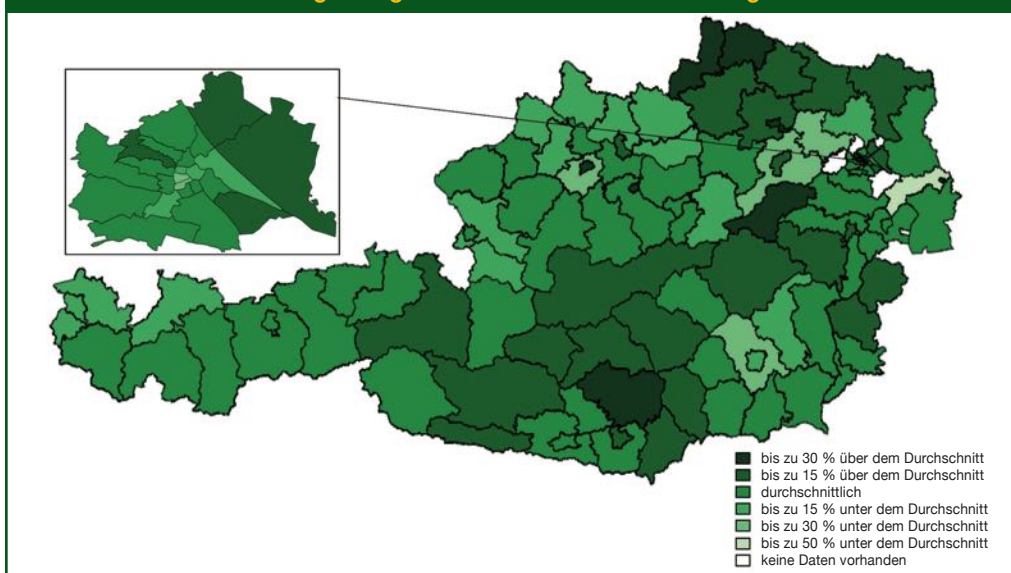 bis zu 30 % über dem Durchschnitt
bis zu 15 % über dem Durchschnitt
durchschnittlich
bis zu 15 % unter dem Durchschnitt
bis zu 30 % unter dem Durchschnitt
bis zu 50 % unter dem Durchschnitt
keine Daten vorhanden